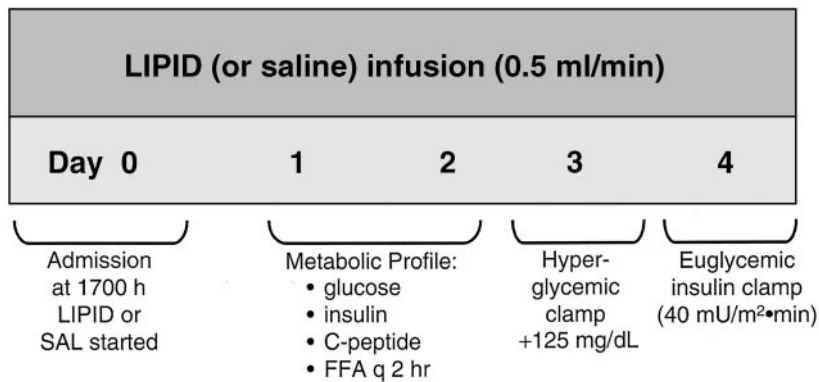 LIPID (or saline) infusion (0.5 ml/min)
Day 0 1 2 3 4
Admission
at 1700 h
LIPID or
SAL started
Metabolic Profile:
• glucose
• insulin
• C-peptide
• FFA q 2 hr
Hyper-
glycemic
clamp
+125 mg/dL
Euglycemic
insulin clamp
(40 mU/m²•min)